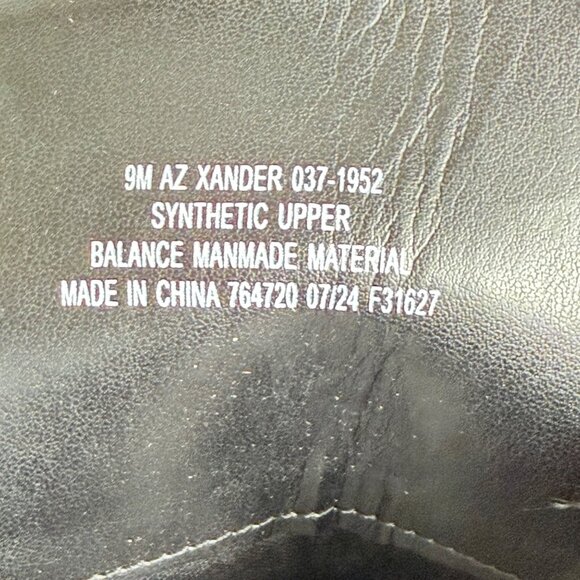 9M AZ XANDER 037-1952
SYNTHETIC UPPER
BALANCE MANMADE MATERIAL
MADE IN CHINA 764720 07/24 F31627